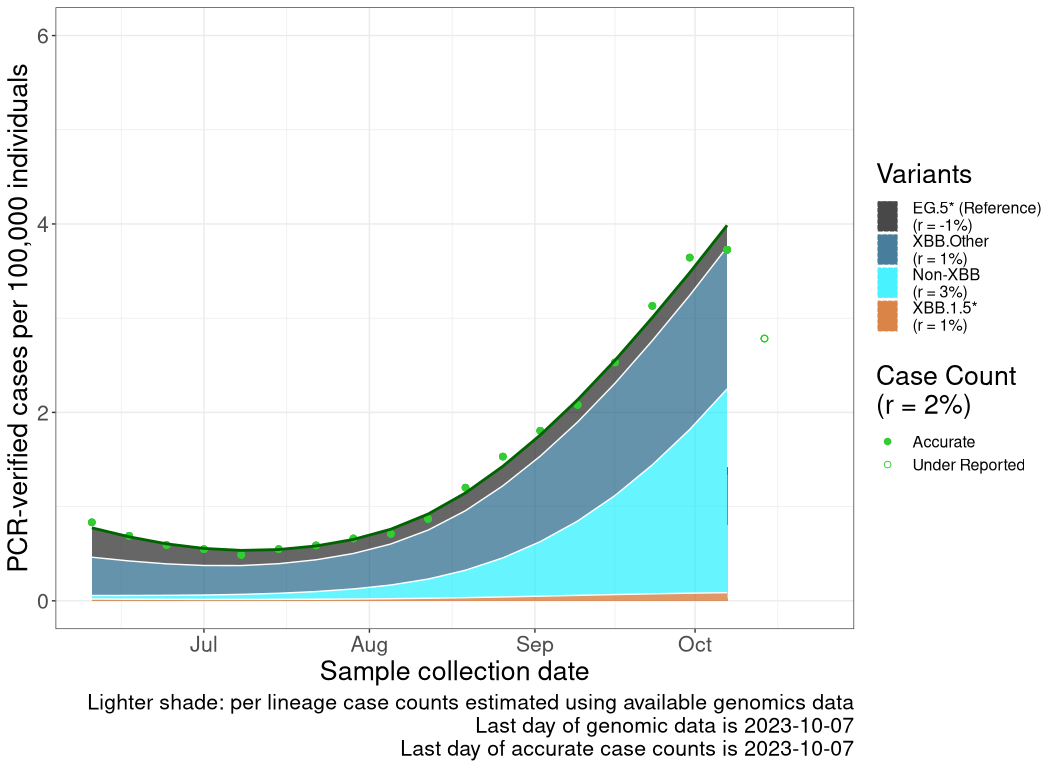 6
4
2
0
PCR-verified cases per 100,000 individuals
Jul Aug Sep Oct
Sample collection date
Lighter shade: per lineage case counts estimated using available genomics data
Last day of genomic data is 2023-10-07
Last day of accurate case counts is 2023-10-07
Variants
EG.5* (Reference)
(r = -1%)
XBB.Other
(r = 1%)
Non-XBB
(r = 3%)
XBB.1.5*
(r = 1%)
Case Count
(r = 2%)
Accurate
Under Reported